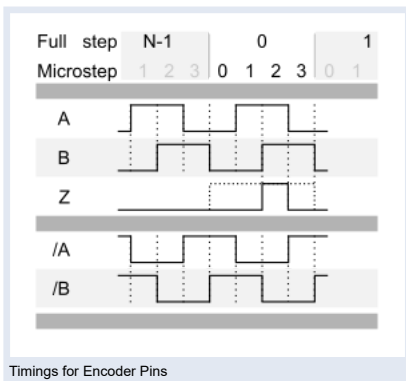 Full step N-1 0 1
Microstep 1 2 3 0 1 2 3 0 1
A
B
Z
/A
/B
Timings for Encoder Pins